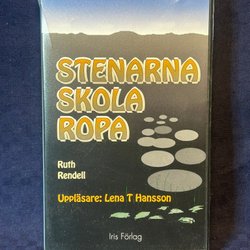 STENARNA
SKOLA
ROPA
Ruth
Rendell
Uppläsare: Lena T Hansson
Iris Förlag